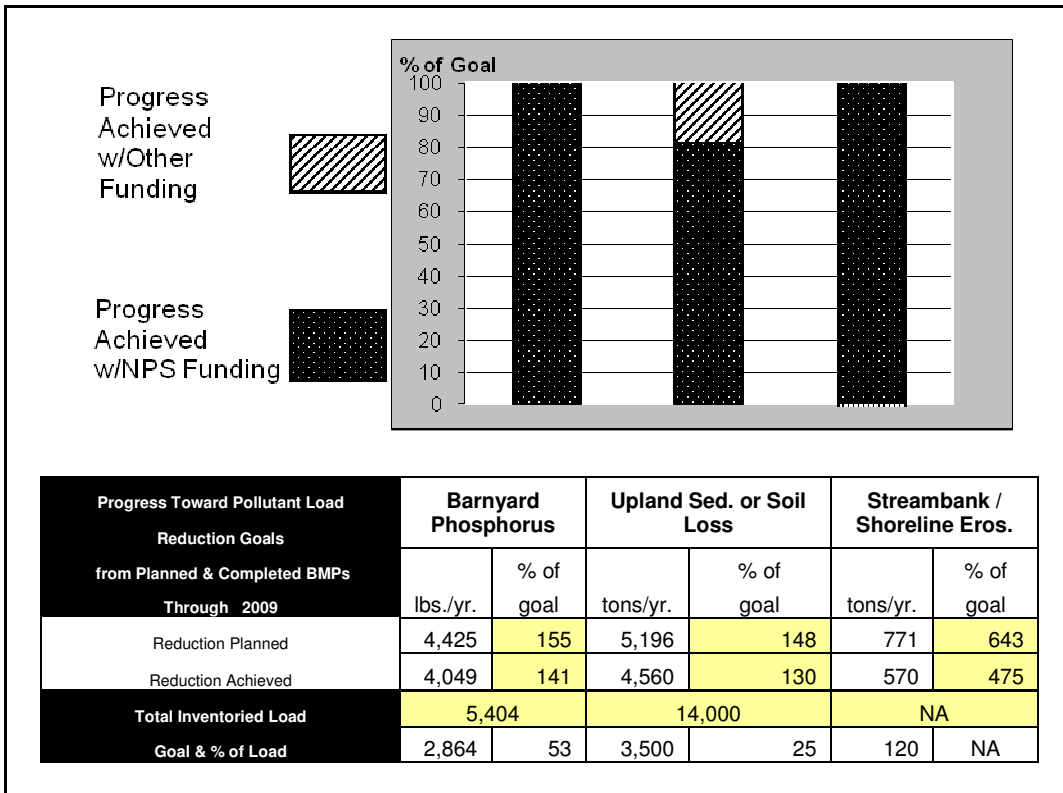 % of Goal
100
90
80
70
60
50
40
30
20
10
0
Progress
Achieved
w/Other
Funding
Progress
Achieved
w/NPS Funding
Progress Toward Pollutant Load
Reduction Goals
from Planned & Completed BMPs
Through 2009
Barnyard
Phosphorus
Upland Sed. or Soil
Loss
Streambank /
Shoreline Eros.
lbs./yr.
% of
goal
tons/yr.
% of
goal
tons/yr.
% of
goal
Reduction Planned 4,425 155 5,196 148 771 643
Reduction Achieved 4,049 141 4,560 130 570 475
Total Inventoried Load 5,404 14,000 NA
Goal & % of Load 2,864 53 3,500 25 120 NA